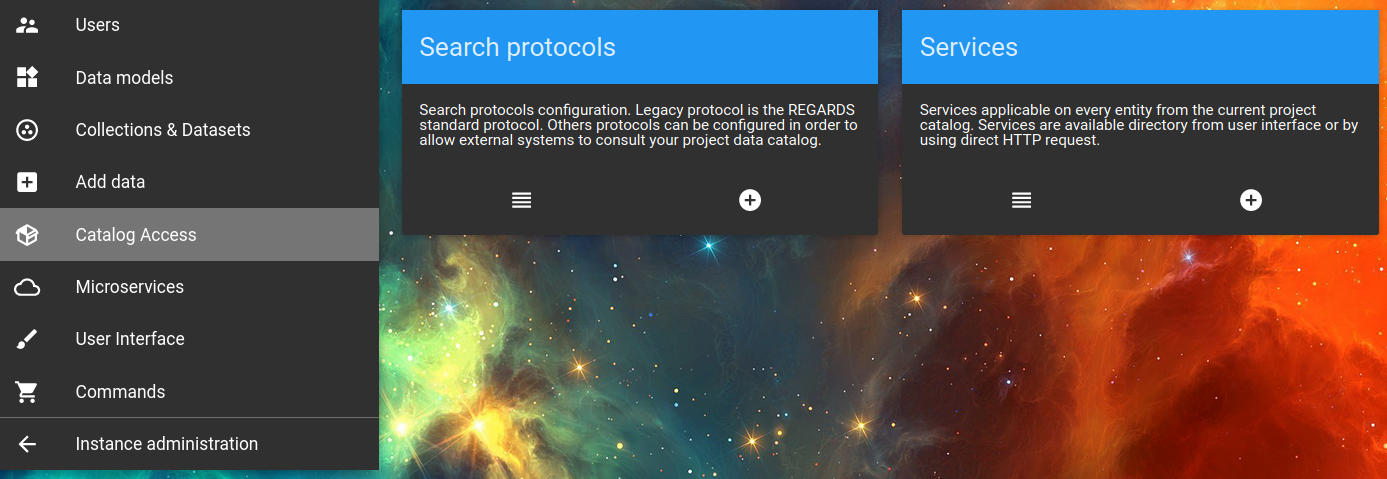 Users
Data models
Collections & Datasets
Add data
Catalog Access
Microservices
User Interface
Commands
Instance administration
Search protocols
Search protocols configuration. Legacy protocol is the REGARDS
standard protocol. Others protocols can be configured in order to
allow external systems to consult your project data catalog.
Services
Services applicable on every entity from the current project
catalog. Services are available directory from user interface or by
using direct HTTP request.